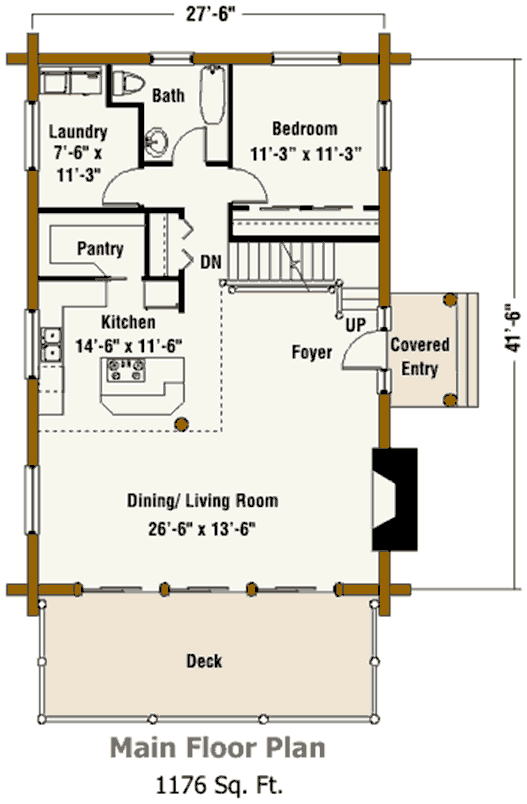 27'-6"
Bath
Laundry
7'-6" x
11'-3"
Bedroom
11'-3” x 11'-3”
Pantry
DN
Kitchen
14'-6" x 11'-6"
UP
Foyer
Covered
Entry
41'-6"
Dining/ Living Room
26'-6" x 13'-6"
Deck
Main Floor Plan
1176 Sq. Ft.